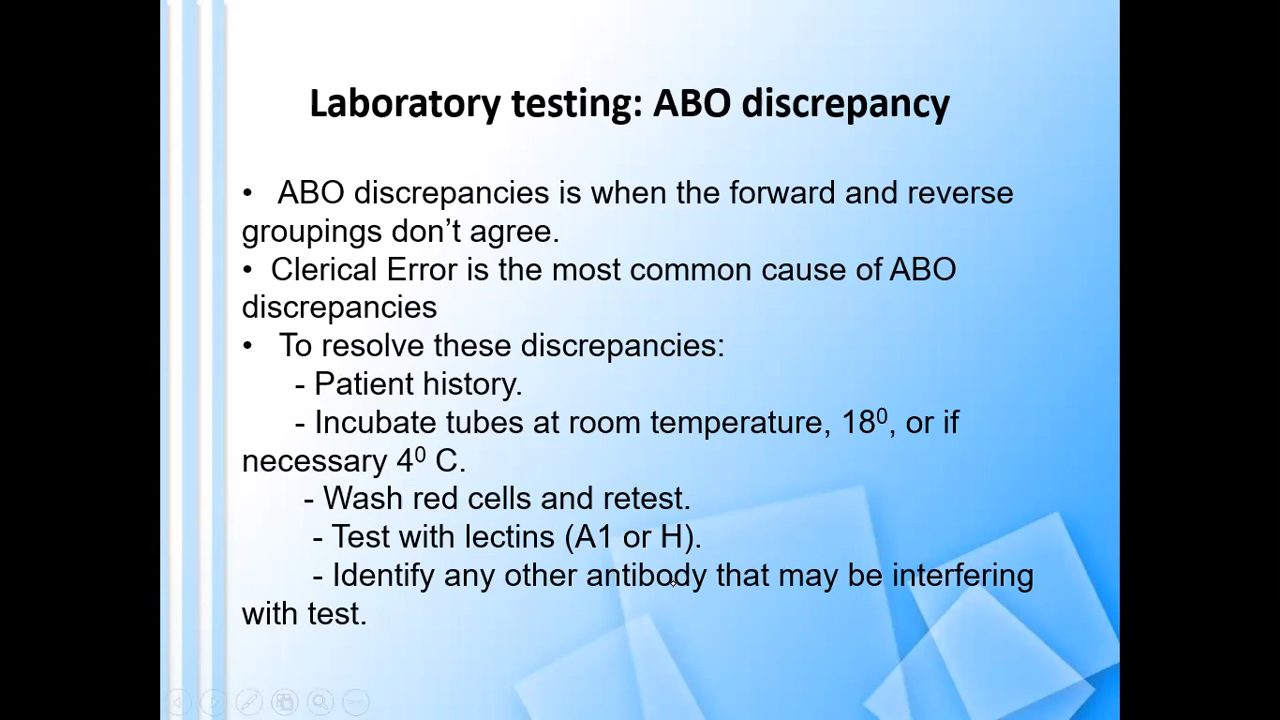 Laboratory testing: ABO discrepancy
• ABO discrepancies is when the forward and reverse
groupings don’t agree.
• Clerical Error is the most common cause of ABO
discrepancies
• To resolve these discrepancies:
- Patient history.
- Incubate tubes at room temperature, 18⁰, or if
necessary 4⁰ C.
- Wash red cells and retest.
- Test with lectins (A1 or H).
- Identify any other antibody that may be interfering
with test.